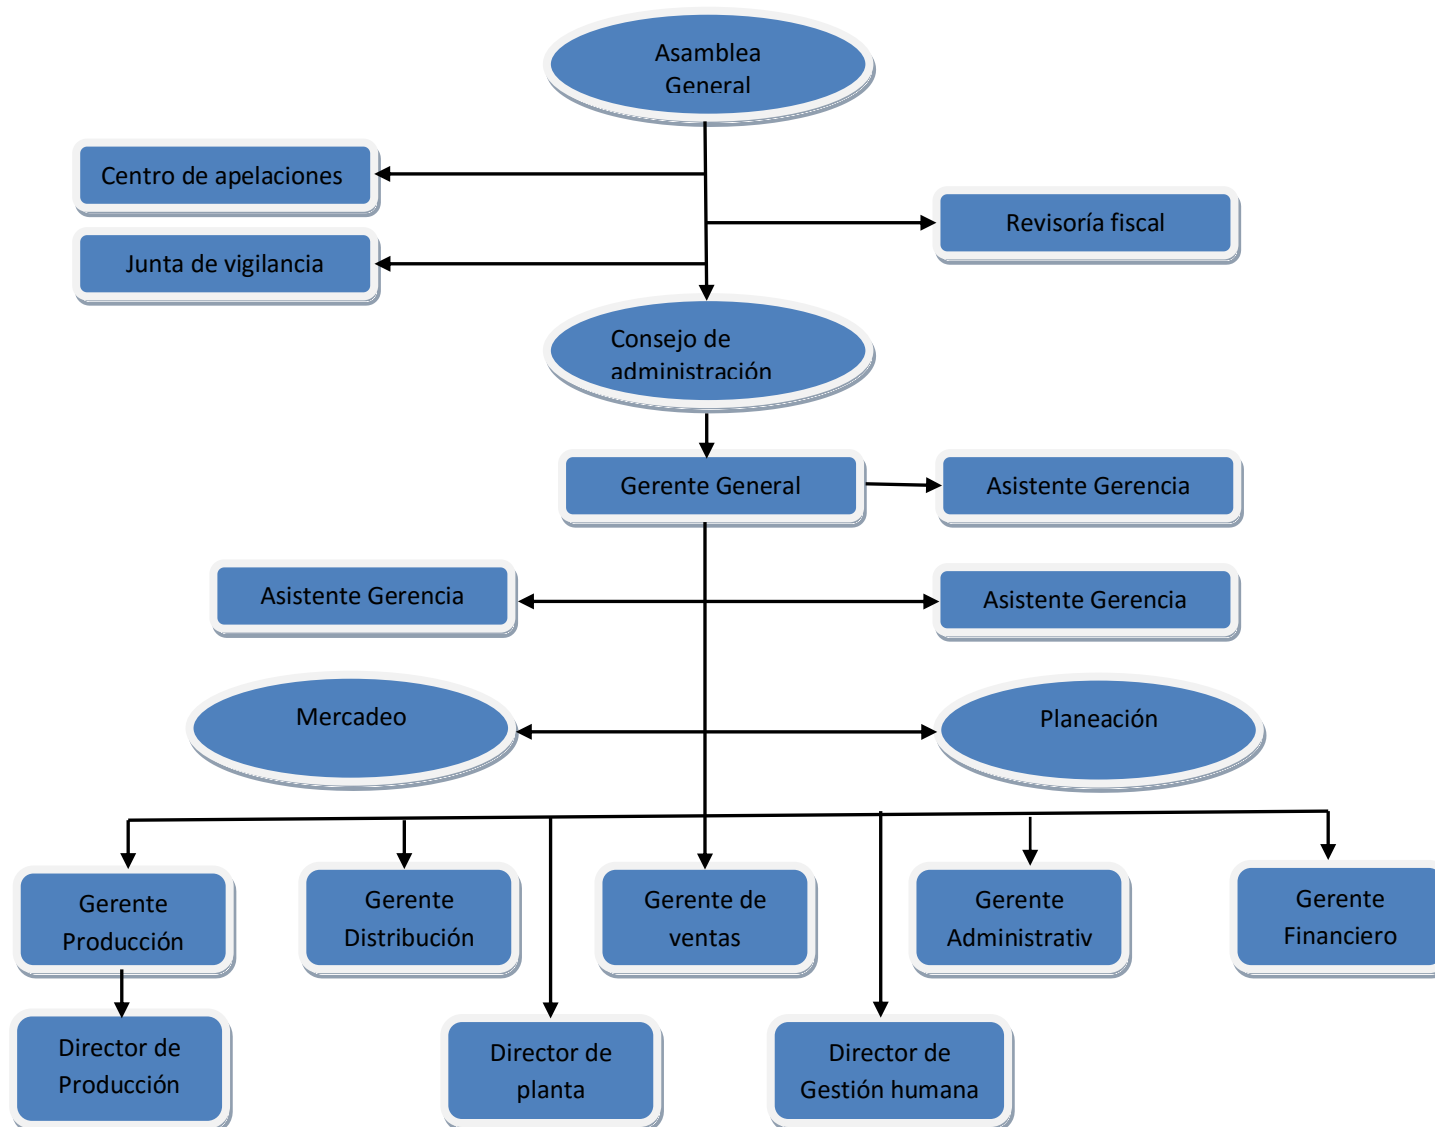 Asamblea
General
Centro de apelaciones
Revisoría fiscal
Junta de vigilancia
Consejo de
administración
Gerente General
Asistente Gerencia
Asistente Gerencia
Asistente Gerencia
Mercadeo
Planeación
Gerente
Producción
Gerente
Distribución
Gerente de
ventas
Gerente
Administrativ
Gerente
Financiero
Director de
Producción
Director de
planta
Director de
Gestión humana